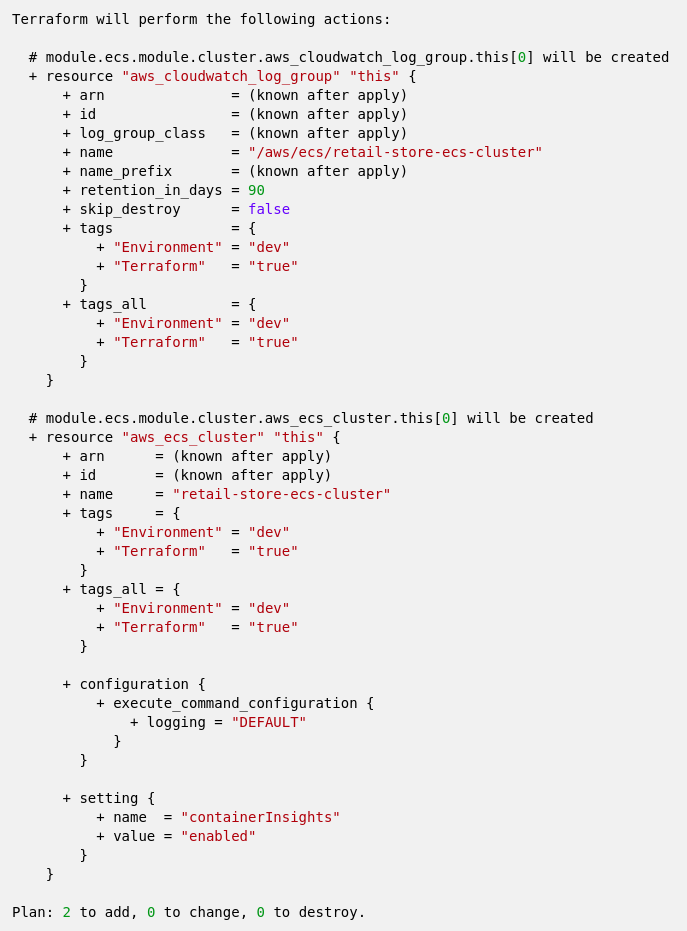 Terraform will perform the following actions:

  # module.ecs.module.cluster.aws_cloudwatch_log_group.this[0] will be created
  + resource "aws_cloudwatch_log_group" "this" {
      + arn               = (known after apply)
      + id                = (known after apply)
      + log_group_class   = (known after apply)
      + name              = "/aws/ecs/retail-store-ecs-cluster"
      + name_prefix       = (known after apply)
      + retention_in_days = 90
      + skip_destroy      = false
      + tags              = {
          + "Environment" = "dev"
          + "Terraform"   = "true"
        }
      + tags_all          = {
          + "Environment" = "dev"
          + "Terraform"   = "true"
        }
    }

  # module.ecs.module.cluster.aws_ecs_cluster.this[0] will be created
  + resource "aws_ecs_cluster" "this" {
      + arn      = (known after apply)
      + id       = (known after apply)
      + name     = "retail-store-ecs-cluster"
      + tags     = {
          + "Environment" = "dev"
          + "Terraform"   = "true"
        }
      + tags_all = {
          + "Environment" = "dev"
          + "Terraform"   = "true"
        }

      + configuration {
          + execute_command_configuration {
              + logging = "DEFAULT"
            }
        }

      + setting {
          + name  = "containerInsights"
          + value = "enabled"
        }
    }

Plan: 2 to add, 0 to change, 0 to destroy.